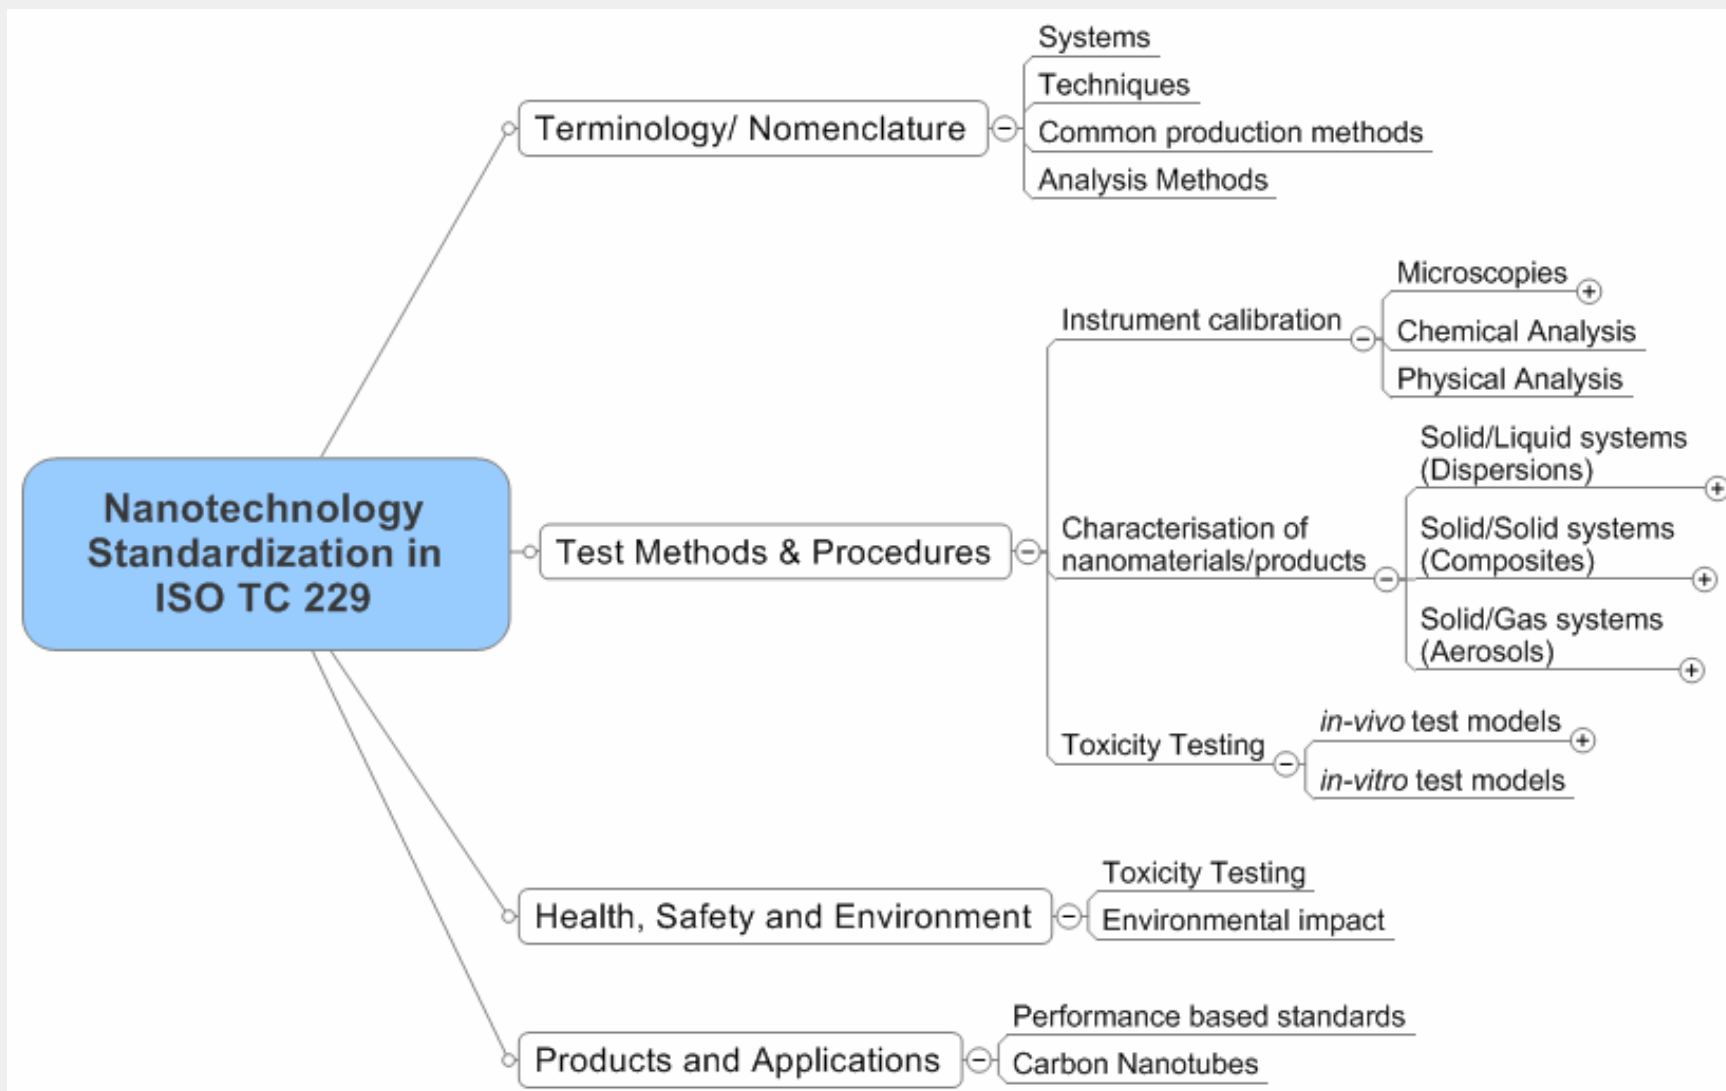 Nanotechnology
Standardization in
ISO TC 229
Terminology/ Nomenclature
Systems
Techniques
Common production methods
Analysis Methods
Test Methods & Procedures
Instrument calibration
Microscopies
Chemical Analysis
Physical Analysis
Characterisation of
nanomaterials/products
Solid/Liquid systems
(Dispersions)
Solid/Solid systems
(Composites)
Solid/Gas systems
(Aerosols)
Toxicity Testing
in-vivo test models
in-vitro test models
Health, Safety and Environment
Toxicity Testing
Environmental impact
Products and Applications
Performance based standards
Carbon Nanotubes